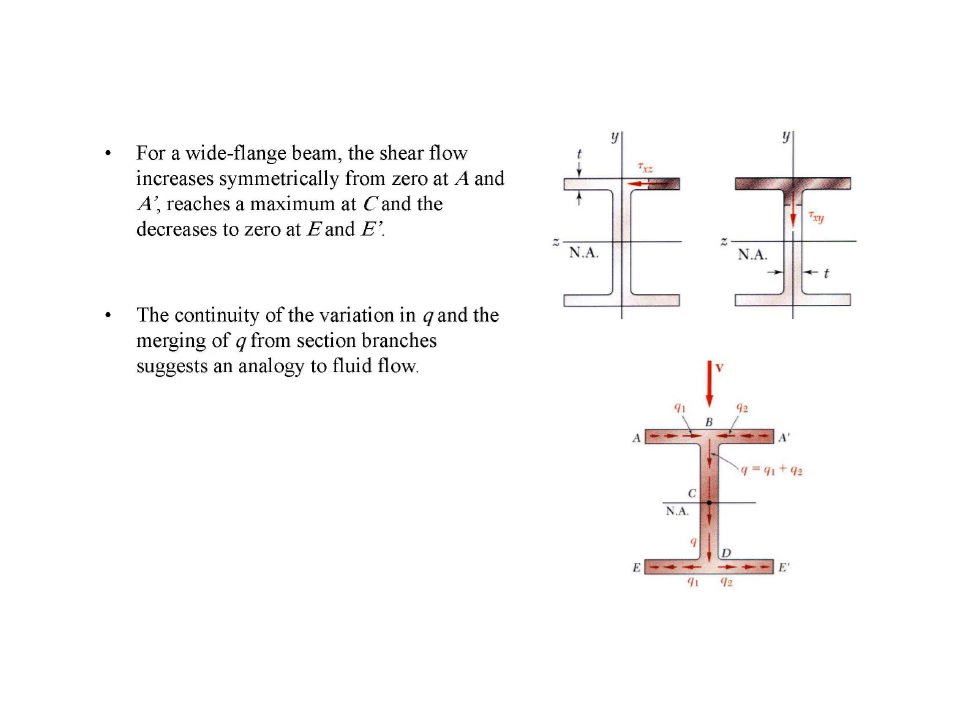 • For a wide-flange beam, the shear flow
increases symmetrically from zero at A and
A’, reaches a maximum at C and the
decreases to zero at E and E’.
• The continuity of the variation in q and the
merging of q from section branches
suggests an analogy to fluid flow.
y
t
τxz
z
N.A.
y
τxy
z
N.A.
t
V
q1
q2
B
A
A'
q = q1 + q2
C
N.A.
q
D
E
E'
q1
q2